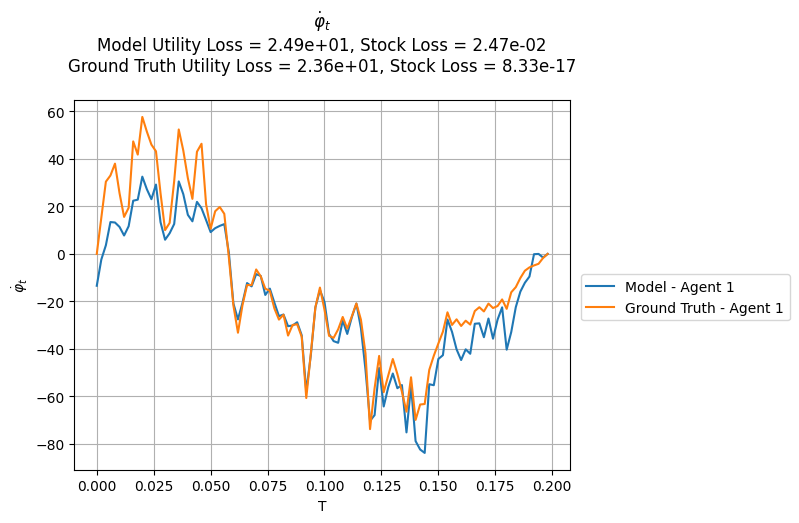 φ̇ₜ
Model Utility Loss = 2.49e+01, Stock Loss = 2.47e-02
Ground Truth Utility Loss = 2.36e+01, Stock Loss = 8.33e-17
60
40
20
0
−20
−40
−60
−80
φ̇ₜ
0.000
0.025
0.050
0.075
0.100
0.125
0.150
0.175
0.200
T
Model - Agent 1
Ground Truth - Agent 1